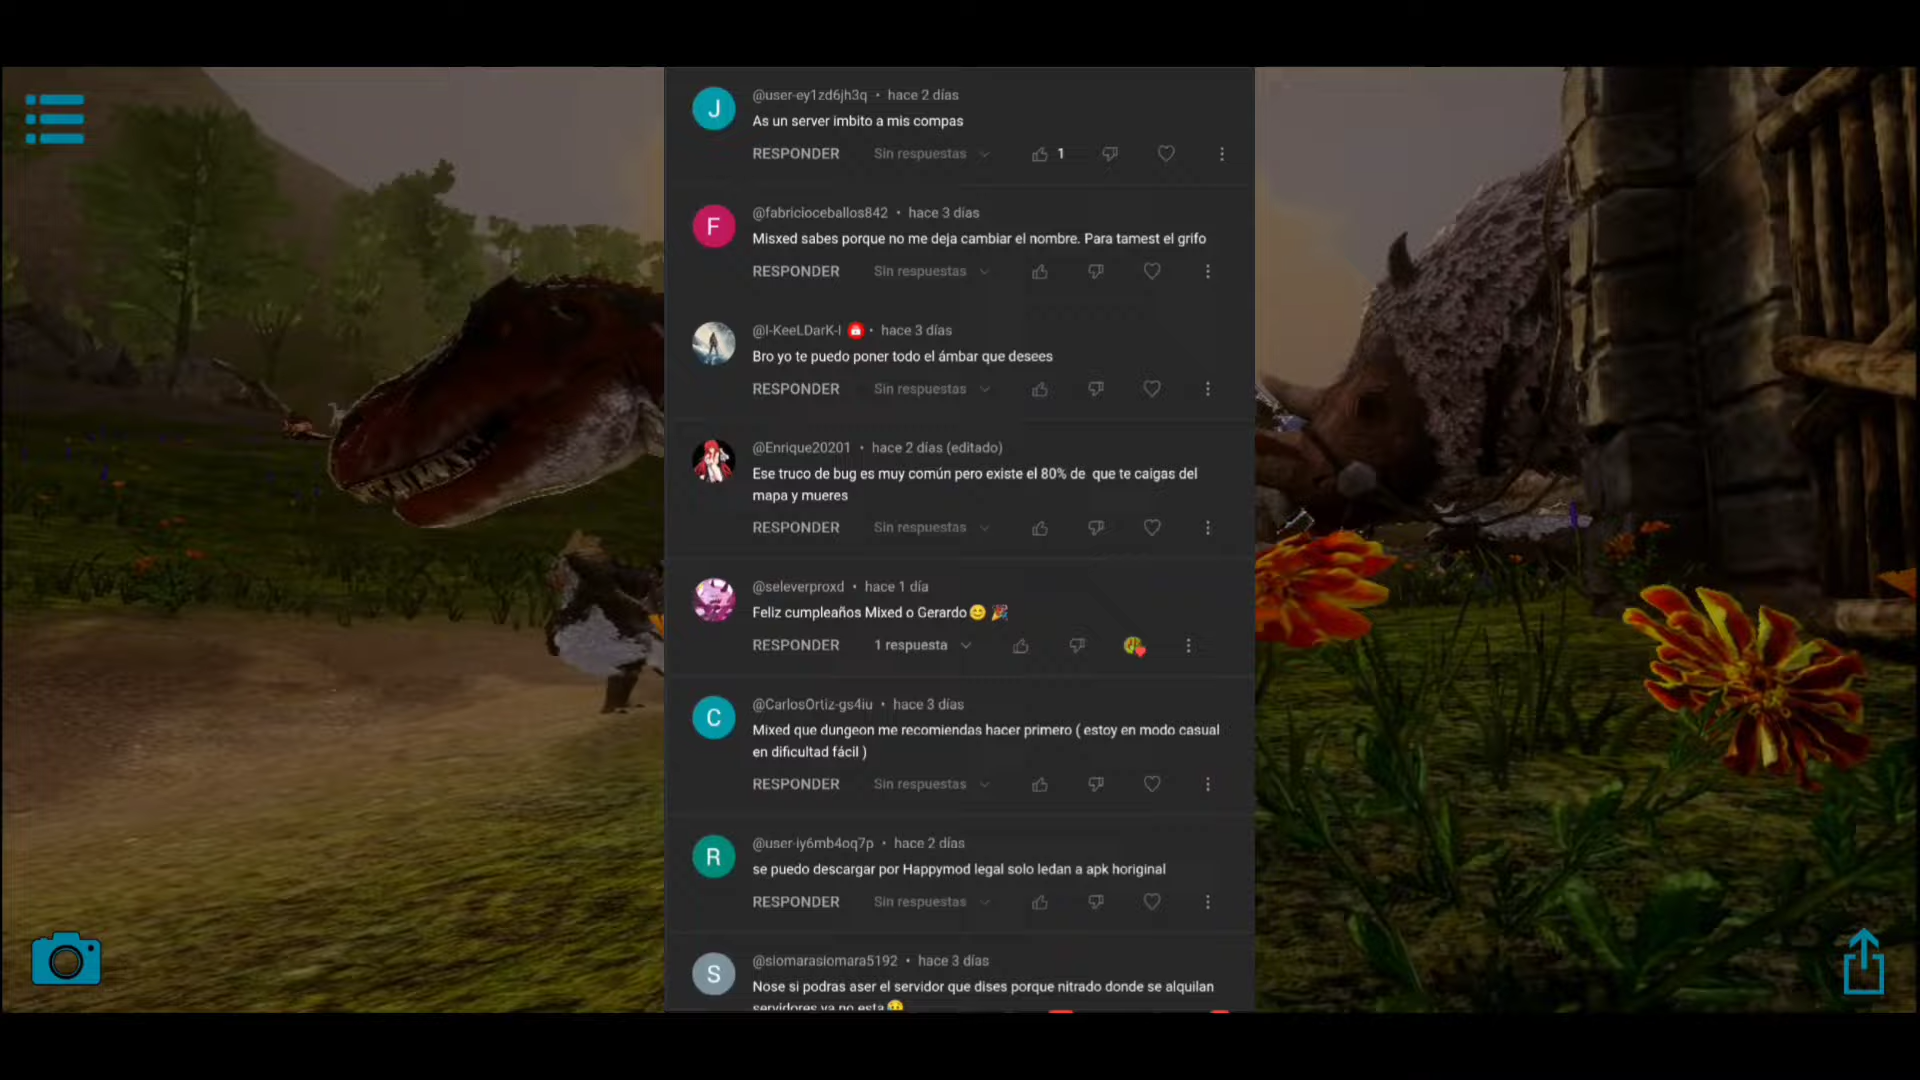 J
@user-ey1zd6jh3q • hace 2 días
As un server imbito a mis compas
RESPONDER Sin respuestas 1
F
@fabricioceballos842 • hace 3 días
Misxed sabes porque no me deja cambiar el nombre. Para tamest el grifo
RESPONDER Sin respuestas
@I-KeeLDarK-I • hace 3 días
Bro yo te puedo poner todo el ámbar que desees
RESPONDER Sin respuestas
@Enrique20201 • hace 2 días (editado)
Ese truco de bug es muy común pero existe el 80% de que te caigas del
mapa y mueres
RESPONDER Sin respuestas
@seleverproxd • hace 1 día
Feliz cumpleaños Mixed o Gerardo😊 🎉
RESPONDER 1 respuesta
C
@CarlosOrtiz-gs4iu • hace 3 días
Mixed que dungeon me recomiendas hacer primero ( estoy en modo casual
en dificultad fácil )
RESPONDER Sin respuestas
R
@user-iy6mb4oq7p • hace 2 días
se puedo descargar por Happymod legal solo ledan a apk horiginal
RESPONDER Sin respuestas
S
@siomarasiomara5192 • hace 3 días
Nose si podras aser el servidor que dises porque nitrado donde se alquilan
servidores ya no esta😢